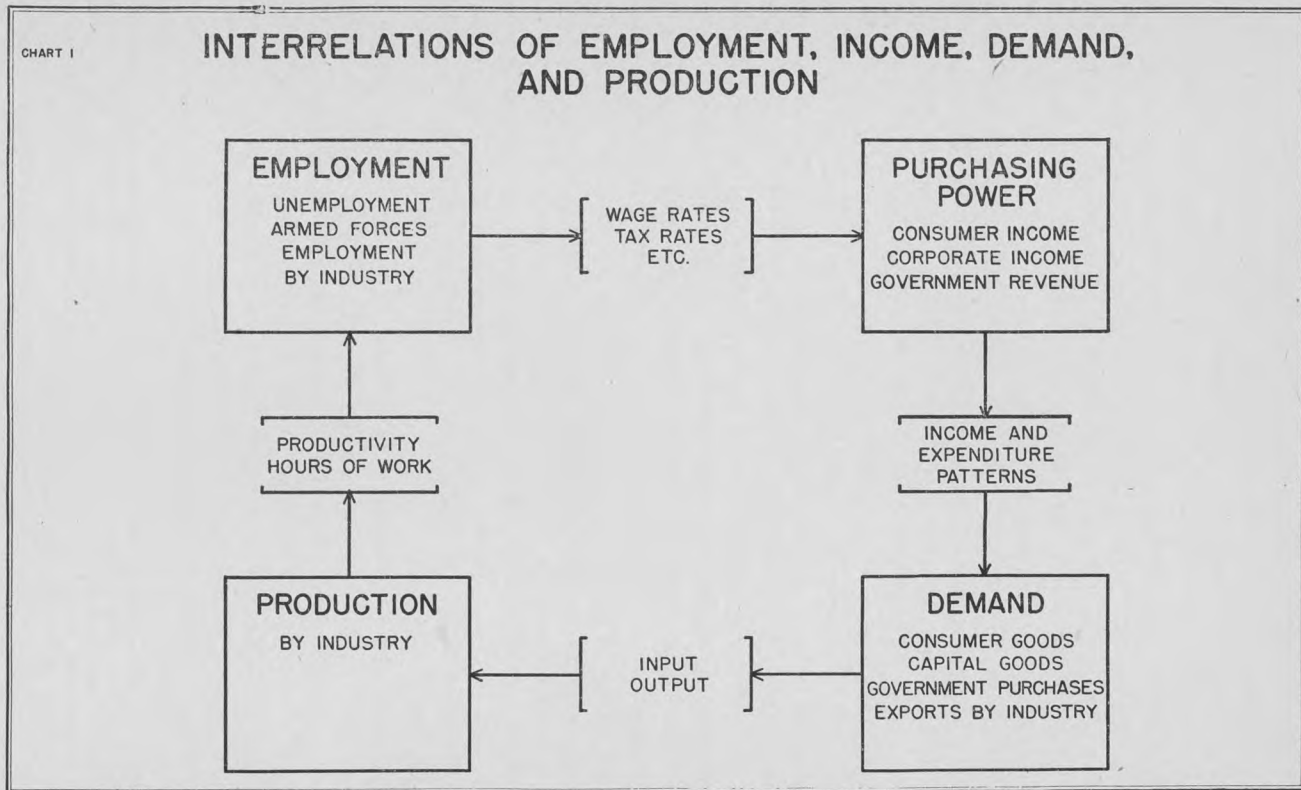 CHART I
INTERRELATIONS OF EMPLOYMENT, INCOME, DEMAND,
AND PRODUCTION
EMPLOYMENT
UNEMPLOYMENT
ARMED FORCES
EMPLOYMENT
BY INDUSTRY
WAGE RATES
TAX RATES
ETC.
PURCHASING
POWER
CONSUMER INCOME
CORPORATE INCOME
GOVERNMENT REVENUE
PRODUCTIVITY
HOURS OF WORK
INCOME AND
EXPENDITURE
PATTERNS
PRODUCTION
BY INDUSTRY
INPUT
OUTPUT
DEMAND
CONSUMER GOODS
CAPITAL GOODS
GOVERNMENT PURCHASES
EXPORTS BY INDUSTRY